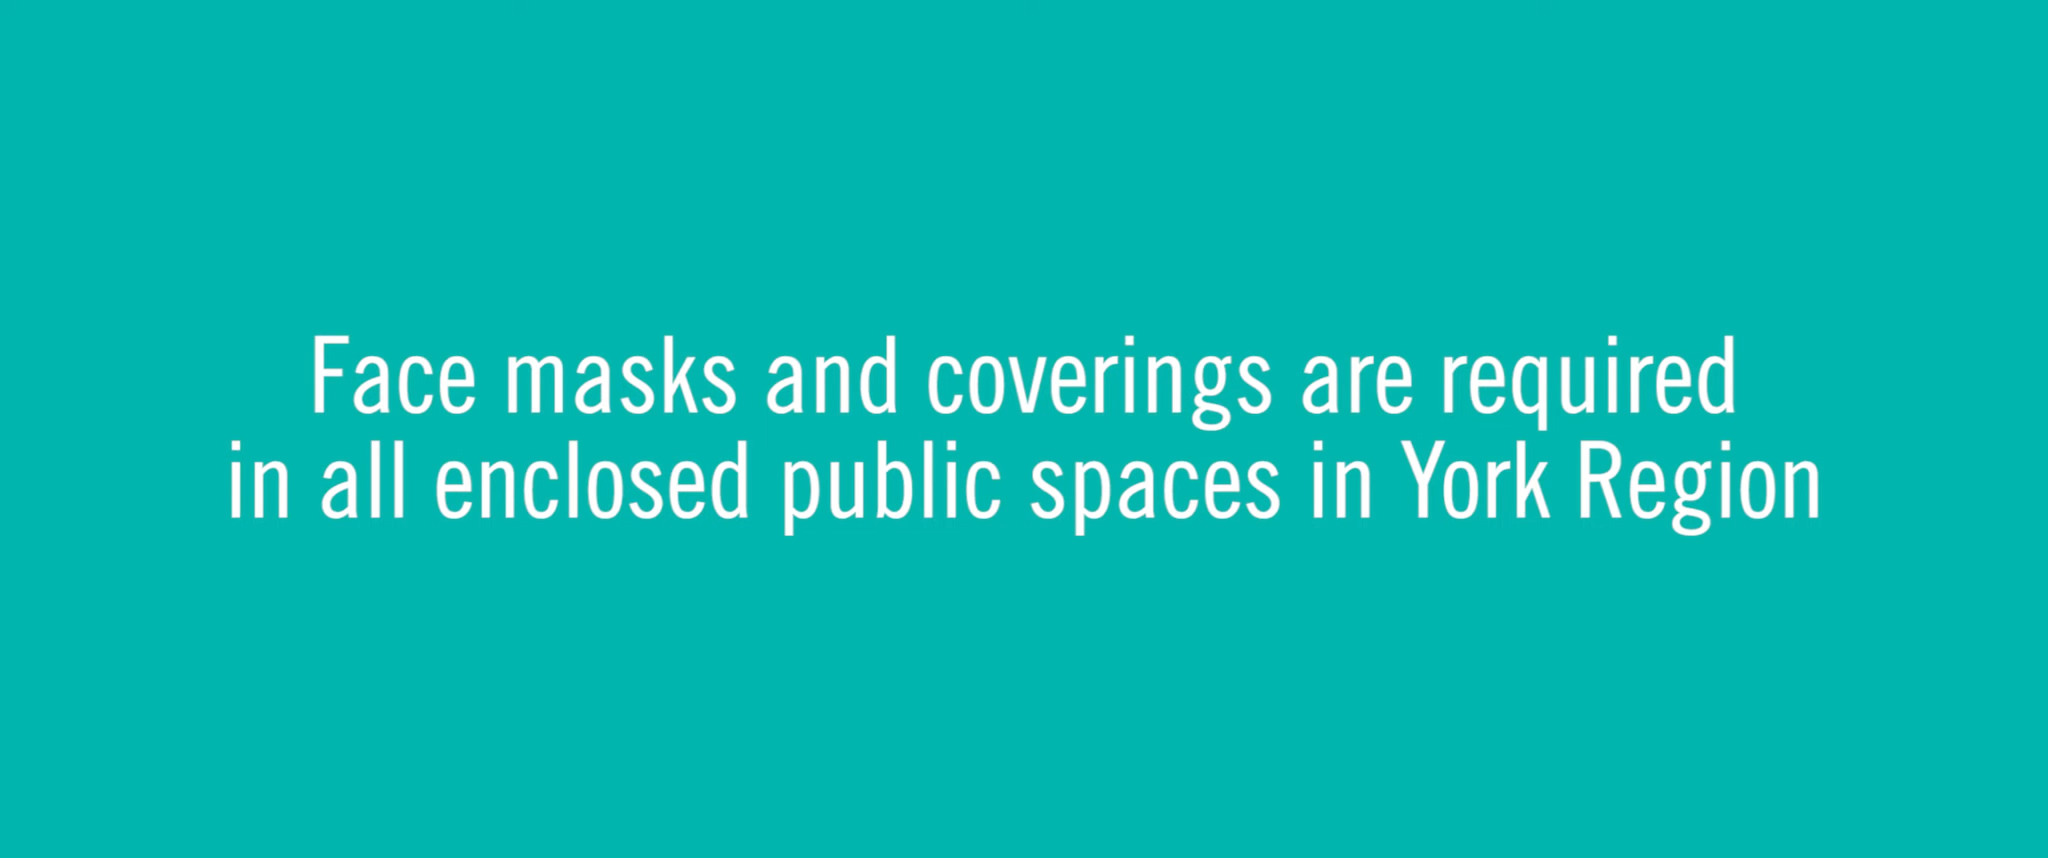 Face masks and coverings are required
in all enclosed public spaces in York Region